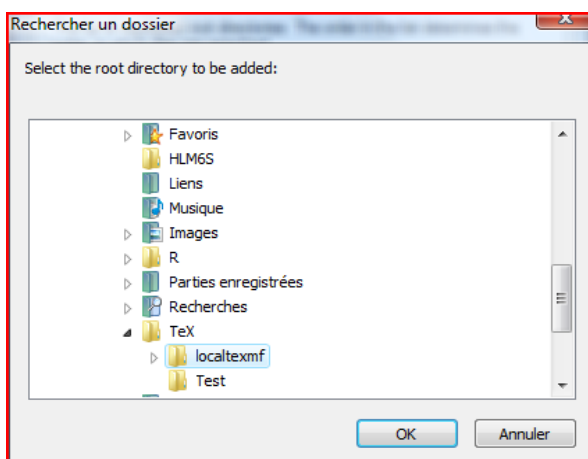 Rechercher un dossier
Select the root directory to be added:
Favoris
HLM6S
Liens
Musique
Images
R
Parties enregistrées
Recherches
TeX
localtexmf
Test
OK
Annuler